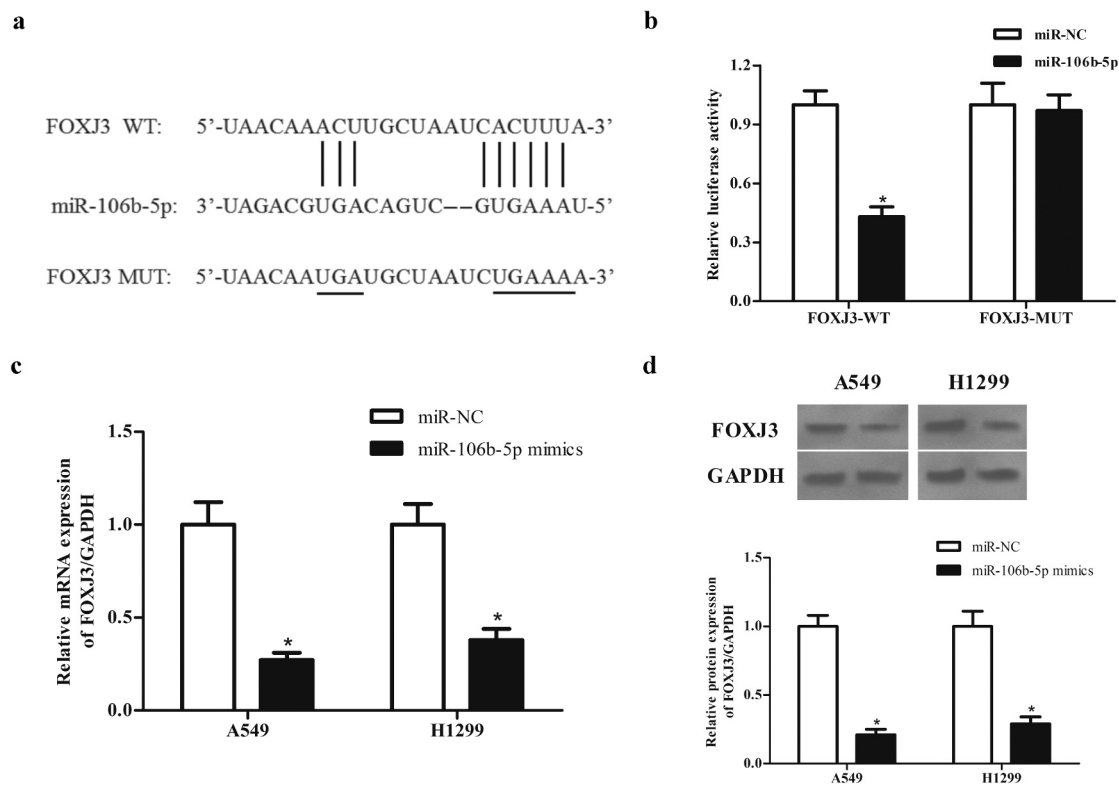 a
FOXJ3 WT: 5’-UAACAAACUUGCUAAUCACUUUA-3’
miR-106b-5p: 3’-UAGACGUGACAGUC--GUGAAAU-5’
FOXJ3 MUT: 5’-UAACAAUGAUGCUAAUCUGAAAA-3’
b
miR-NC
miR-106b-5p
Relarive luciferase activity
1.2
0.9
0.6
0.3
0.0
*
FOXJ3-WT
FOXJ3-MUT
c
miR-NC
miR-106b-5p mimics
Relative mRNA expression
of FOXJ3/GAPDH
1.5
1.0
0.5
0.0
*
*
A549
H1299
d
A549 H1299
FOXJ3
GAPDH
miR-NC
miR-106b-5p mimics
Relative protein expression
of FOXJ3/GAPDH
1.5
1.0
0.5
0.0
*
*
A549
H1299